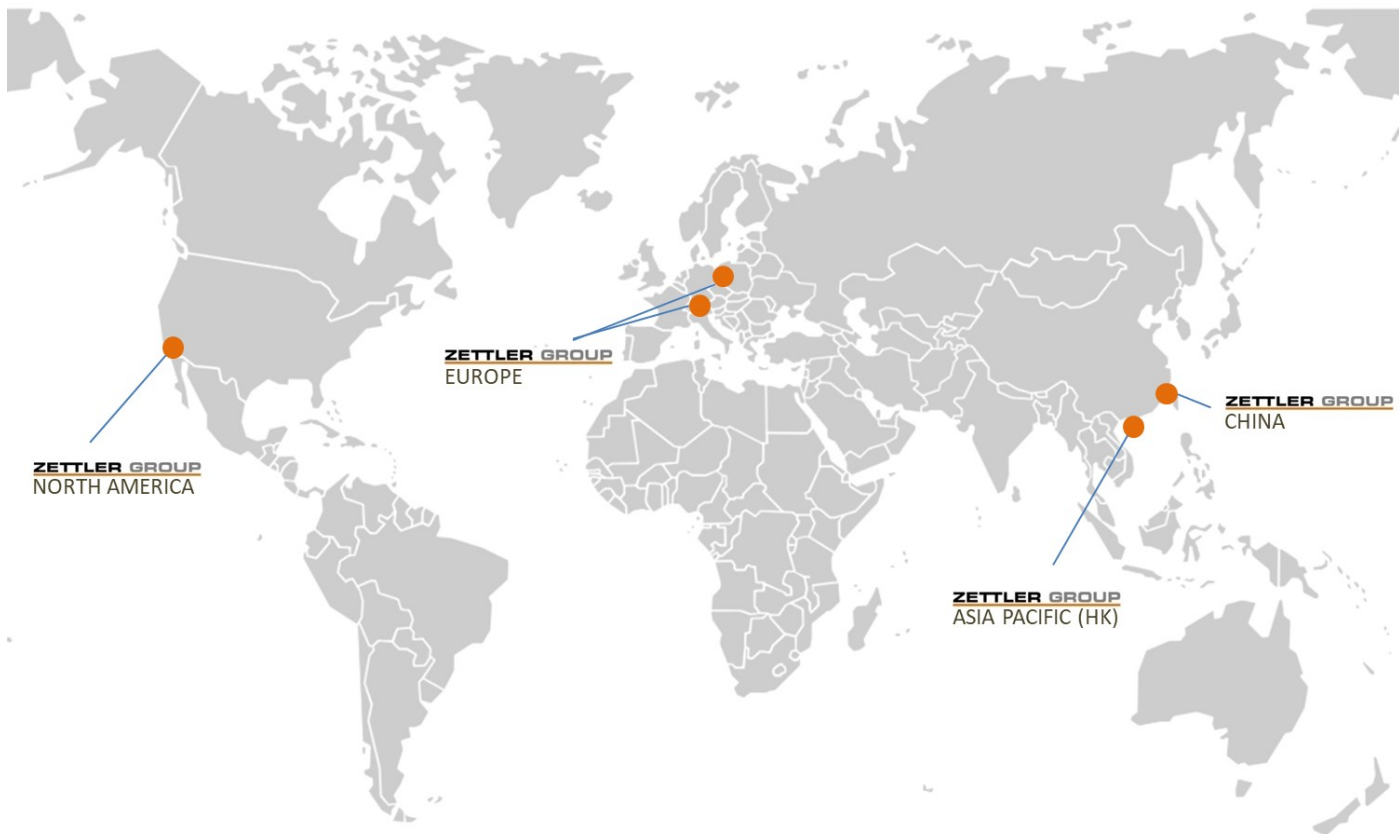 ZETTLER GROUP
EUROPE
ZETTLER GROUP
CHINA
ZETTLER GROUP
NORTH AMERICA
ZETTLER GROUP
ASIA PACIFIC (HK)